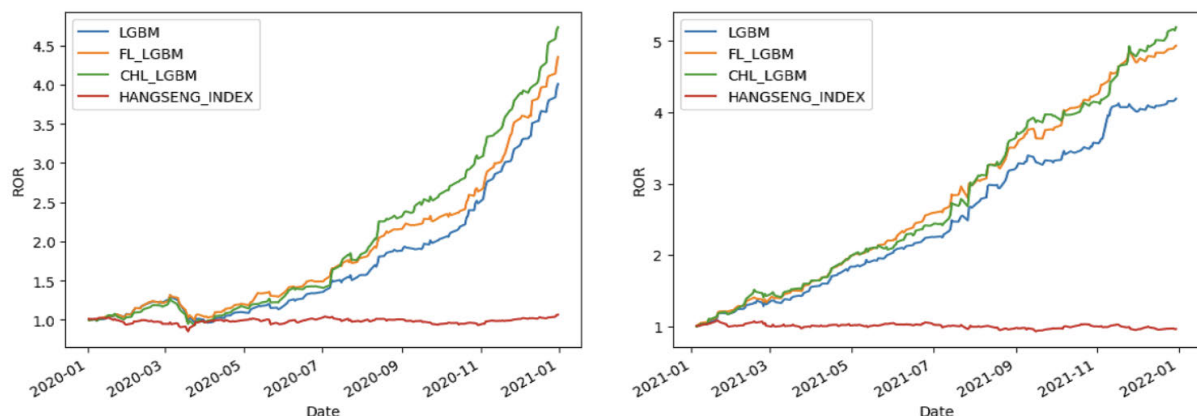 LGBM
FL_LGBM
CHL_LGBM
HANGSENG_INDEX
4.5
4.0
3.5
3.0
2.5
2.0
1.5
1.0
ROR
2020-01
2020-03
2020-05
2020-07
2020-09
2020-11
2021-01
Date
LGBM
FL_LGBM
CHL_LGBM
HANGSENG_INDEX
5
4
3
2
1
ROR
2021-01
2021-03
2021-05
2021-07
2021-09
2021-11
2022-01
Date